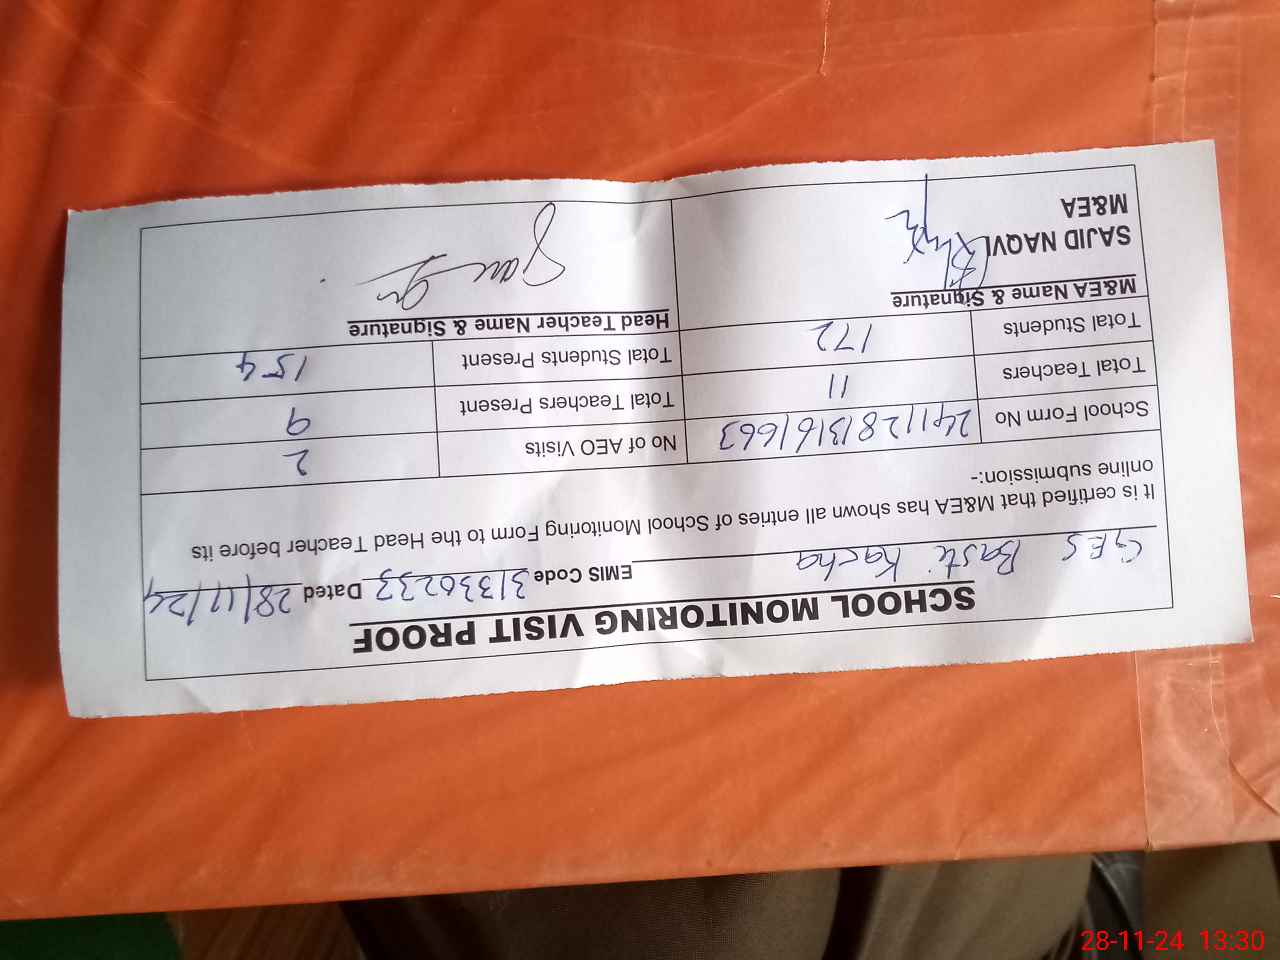 SCHOOL MONITORING VISIT PROOF
GES Basti Kacha EMIS Code 31330233 Dated 28/11/24
It is certified that M&EA has shown all entries of School Monitoring Form to the Head Teacher before its
online submission:-
School Form No 241128131616663 No of AEO Visits 2
Total Teachers 11 Total Teachers Present 9
Total Students 172 Total Students Present 154
M&EA Name & Signature Head Teacher Name & Signature
SAJID NAQVI
M&EA
28-11-24 13:30